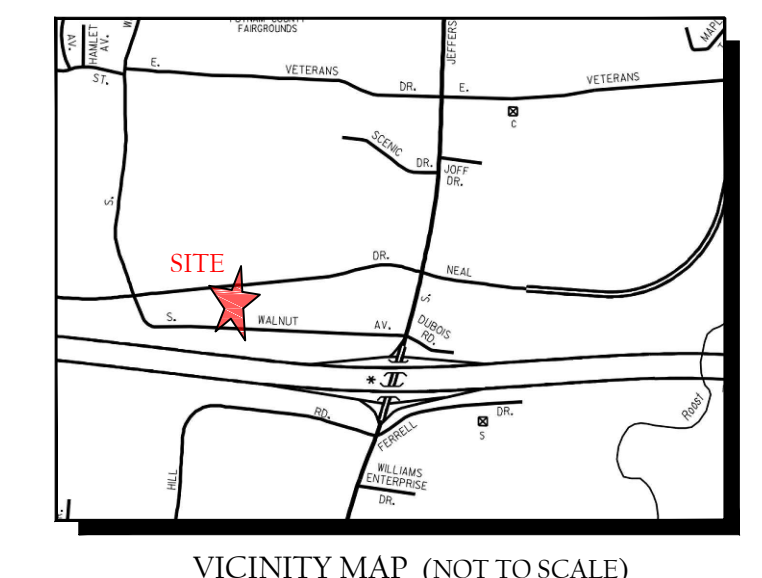 FAIRGROUNDS
AV.
HAMLET
AV.
JEFFERS
ST.
E.
VETERANS
DR.
E.
VETERANS
C
SCENIC
DR.
JOFF
DR.
S.
SITE
DR.
NEAL
S.
S.
WALNUT
AV.
DUBOIS
RD.
*
RD.
DR.
FERRELL
S
Roost
HILL
WILLIAMS
ENTERPRISE
DR.
VICINITY MAP (NOT TO SCALE)